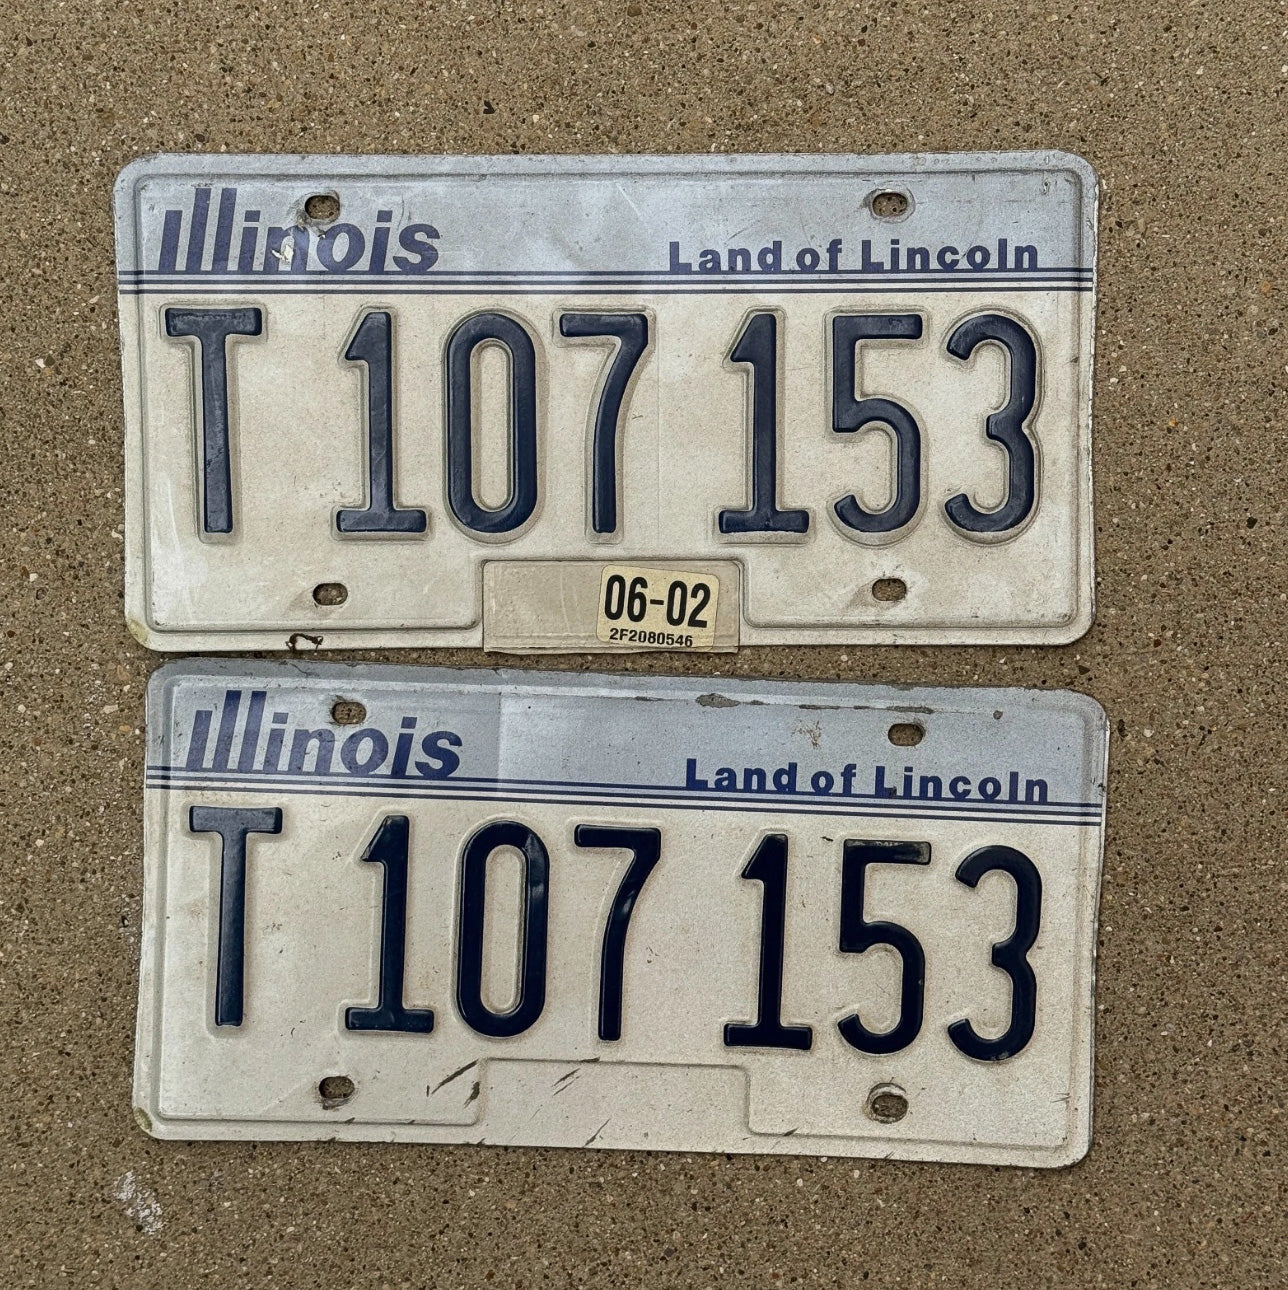 Illinois Land of Lincoln
T 107 153
06-02
2F2080546
Illinois Land of Lincoln
T 107 153